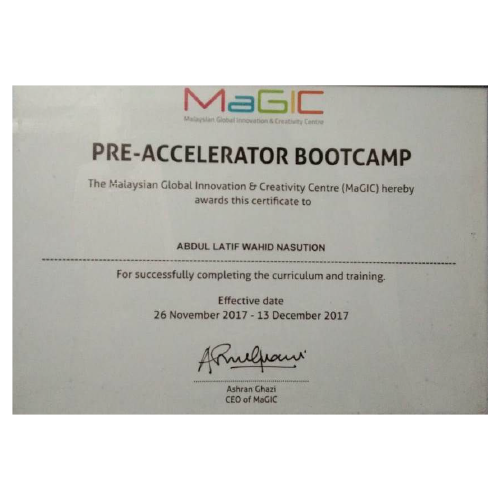 MaGIC
Malaysian Global Innovation & Creativity Centre
PRE-ACCELERATOR BOOTCAMP
The Malaysian Global Innovation & Creativity Centre (MaGIC) hereby
awards this certificate to
ABDUL LATIF WAHID NASUTION
For successfully completing the curriculum and training.
Effective date
26 November 2017 - 13 December 2017
Ashran Ghazi
CEO of MaGIC